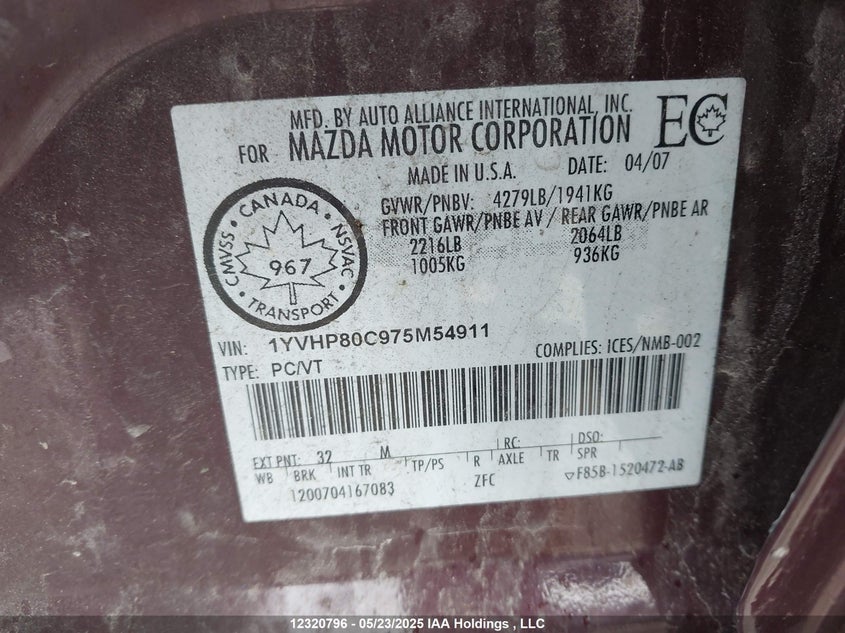 MFD. BY AUTO ALLIANCE INTERNATIONAL, INC.
FOR MAZDA MOTOR CORPORATION
EC
MADE IN U.S.A. DATE: 04/07
GVWR/PNBV: 4279LB/1941KG
FRONT GAWR/PNBE AV / REAR GAWR/PNBE AR
2216LB 2064LB
1005KG 936KG
CANADA
CMVSS NSVAC
967
TRANSPORT
VIN: 1YVHP80C975M54911
TYPE: PC/VT
COMPLIES: ICES/NMB-002
EXT PNT: 32 M RC: DSO:
WB BRK INT TR TP/PS R AXLE TR SPR
1200704167083 ZFC F85B-1520472-AB
12320796 - 05/23/2025 IAA Holdings , LLC